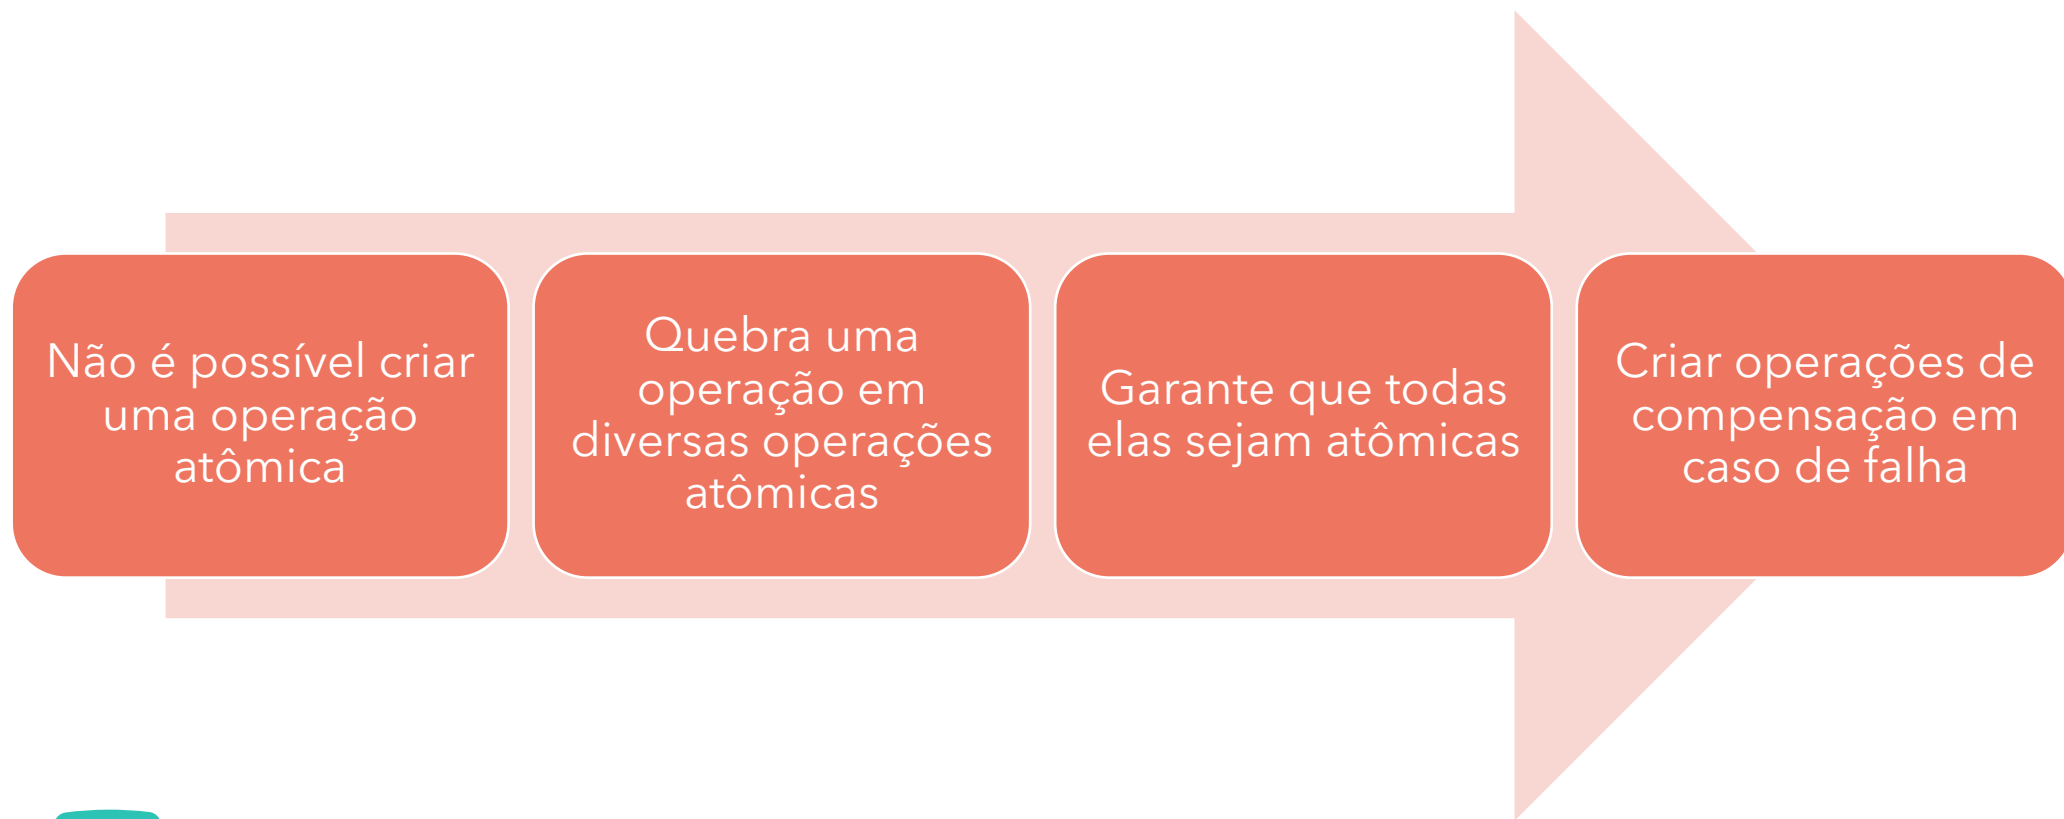 Não é possível criar
uma operação
atômica
Quebra uma
operação em
diversas operações
atômicas
Garante que todas
elas sejam atômicas
Criar operações de
compensação em
caso de falha